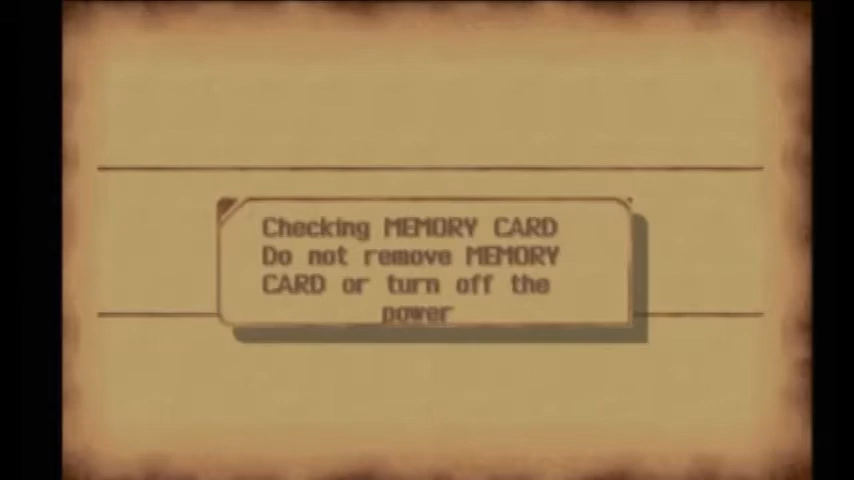 Checking MEMORY CARD
Do not remove MEMORY
CARD or turn off the
power